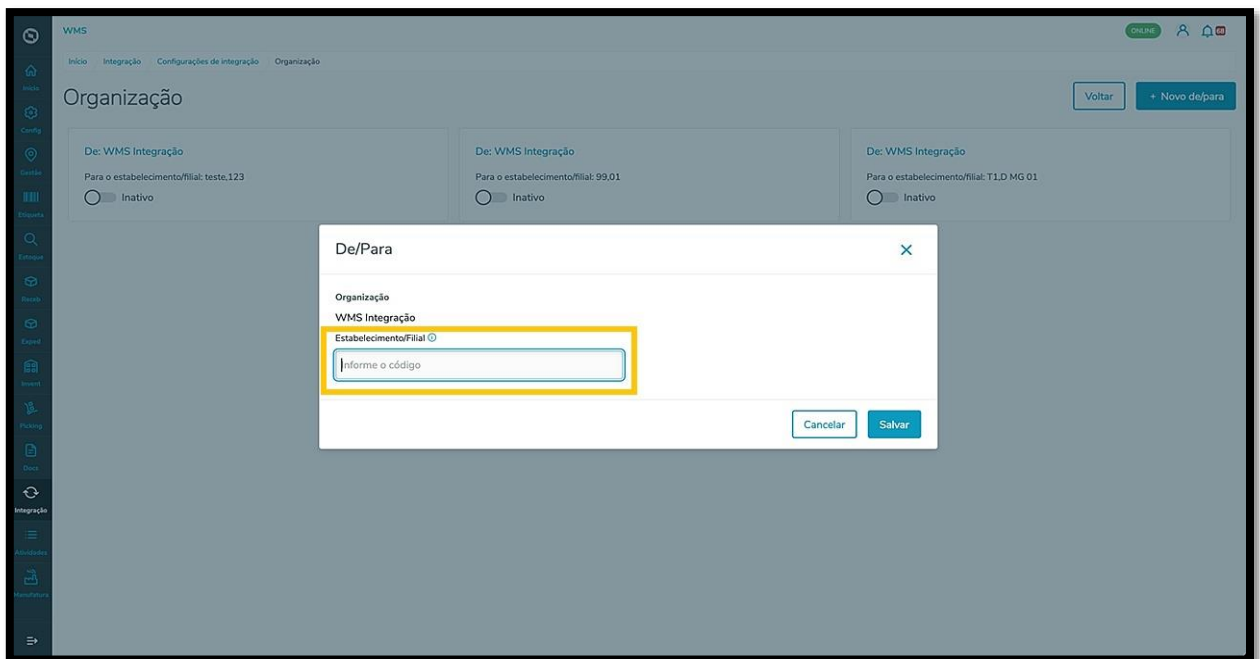 WMS
ONLINE
68
Início Integração Configurações de integração Organização
Organização
Voltar
+ Novo de/para
De: WMS Integração
Para o estabelecimento/filial: teste,123
Inativo
De: WMS Integração
Para o estabelecimento/filial: 99,01
Inativo
De: WMS Integração
Para o estabelecimento/filial: T1,D MG 01
Inativo
De/Para
Organização
WMS Integração
Estabelecimento/Filial
Informe o código
Cancelar
Salvar
Início
Config
Gestão
Etiqueta
Estoque
Receb
Exped
Invent
Picking
Docs
Integração
Atividades
Manufatura